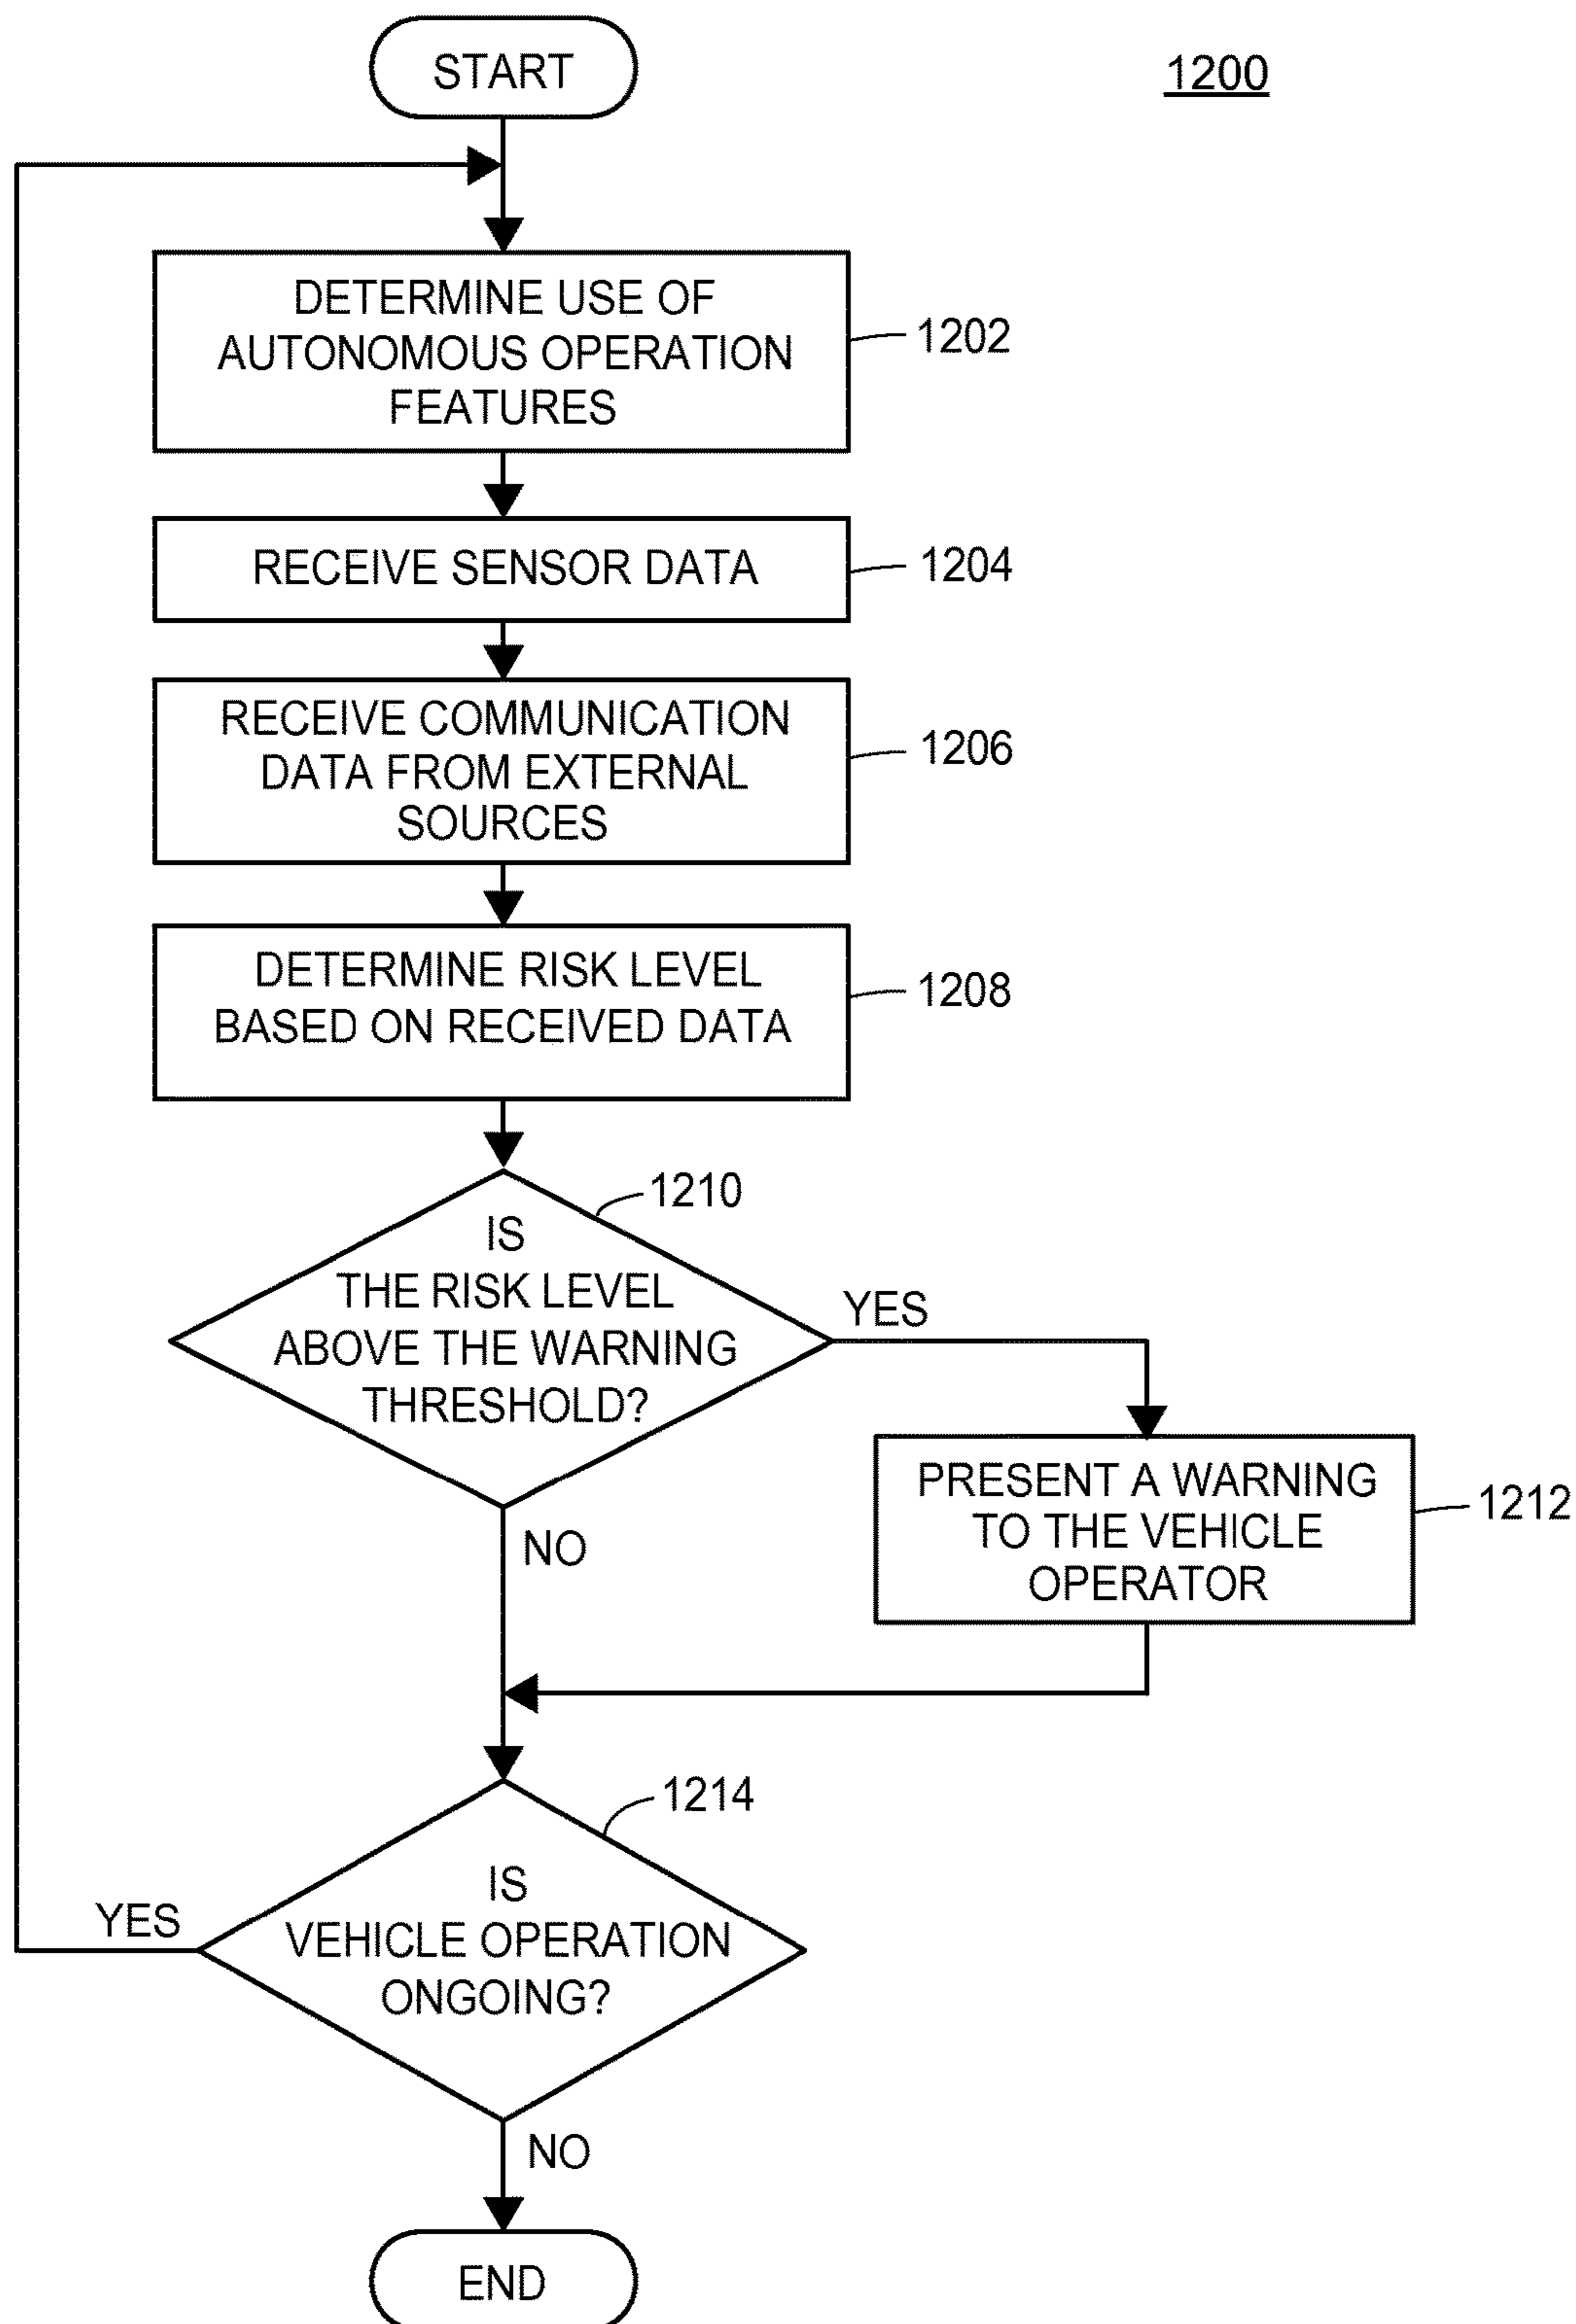 START
1200
DETERMINE USE OF
AUTONOMOUS OPERATION
FEATURES
1202
RECEIVE SENSOR DATA
1204
RECEIVE COMMUNICATION
DATA FROM EXTERNAL
SOURCES
1206
DETERMINE RISK LEVEL
BASED ON RECEIVED DATA
1208
1210
IS
THE RISK LEVEL
ABOVE THE WARNING
THRESHOLD?
YES
NO
PRESENT A WARNING
TO THE VEHICLE
OPERATOR
1212
1214
IS
VEHICLE OPERATION
ONGOING?
YES
NO
END